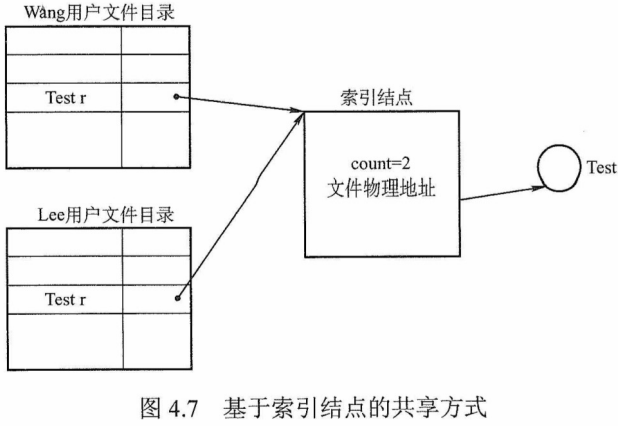 Wang用户文件目录
Test r
索引结点
count=2
文件物理地址
Test
Lee用户文件目录
Test r
图 4.7 基于索引结点的共享方式